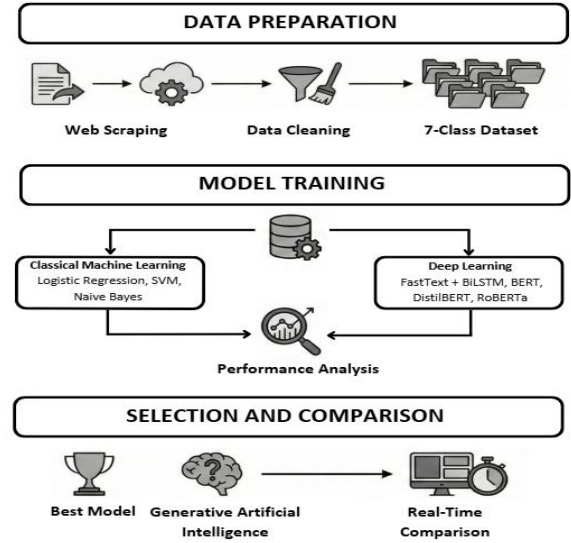 DATA PREPARATION
Web Scraping
Data Cleaning
7-Class Dataset
MODEL TRAINING
Classical Machine Learning
Logistic Regression, SVM,
Naive Bayes
Deep Learning
FastText + BiLSTM, BERT,
DistilBERT, RoBERTa
Performance Analysis
SELECTION AND COMPARISON
Best Model
Generative Artificial
Intelligence
Real-Time
Comparison